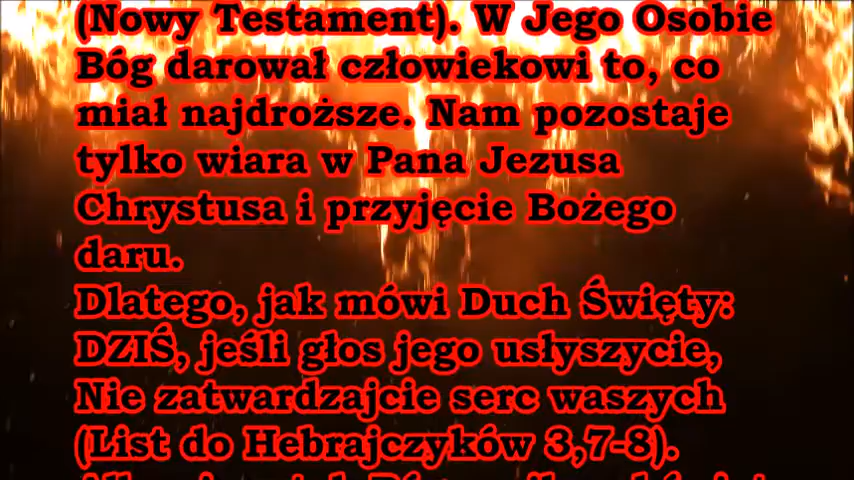 (Nowy Testament). W Jego Osobie
Bóg darował człowiekowi to, co
miał najdroższe. Nam pozostaje
tylko wiara w Pana Jezusa
Chrystusa i przyjęcie Bożego
daru.
Dlatego, jak mówi Duch Święty:
DZIŚ, jeśli głos jego usłyszycie,
Nie zatwardzajcie serc waszych
(List do Hebrajczyków 3,7-8).